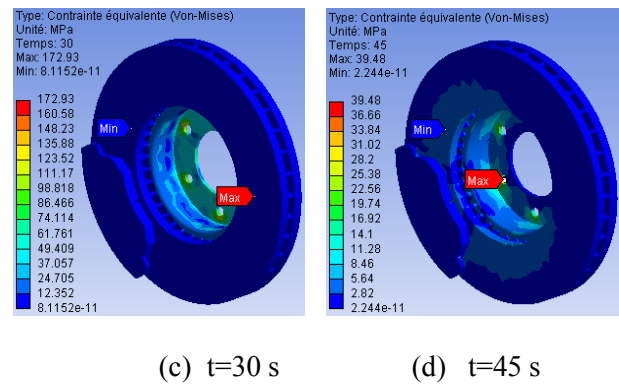 Type: Contrainte équivalente (Von-Mises)
Unité: MPa
Temps: 30
Max: 172.93
Min: 8.1152e-11
172.93
160.58
148.23
135.88
123.52
111.17
98.818
86.466
74.114
61.761
49.409
37.057
24.705
12.352
8.1152e-11
Min
Max
Type: Contrainte équivalente (Von-Mises)
Unité: MPa
Temps: 45
Max: 39.48
Min: 2.244e-11
39.48
36.66
33.84
31.02
28.2
25.38
22.56
19.74
16.92
14.1
11.28
8.46
5.64
2.82
2.244e-11
Min
Max
(c) t=30 s
(d) t=45 s